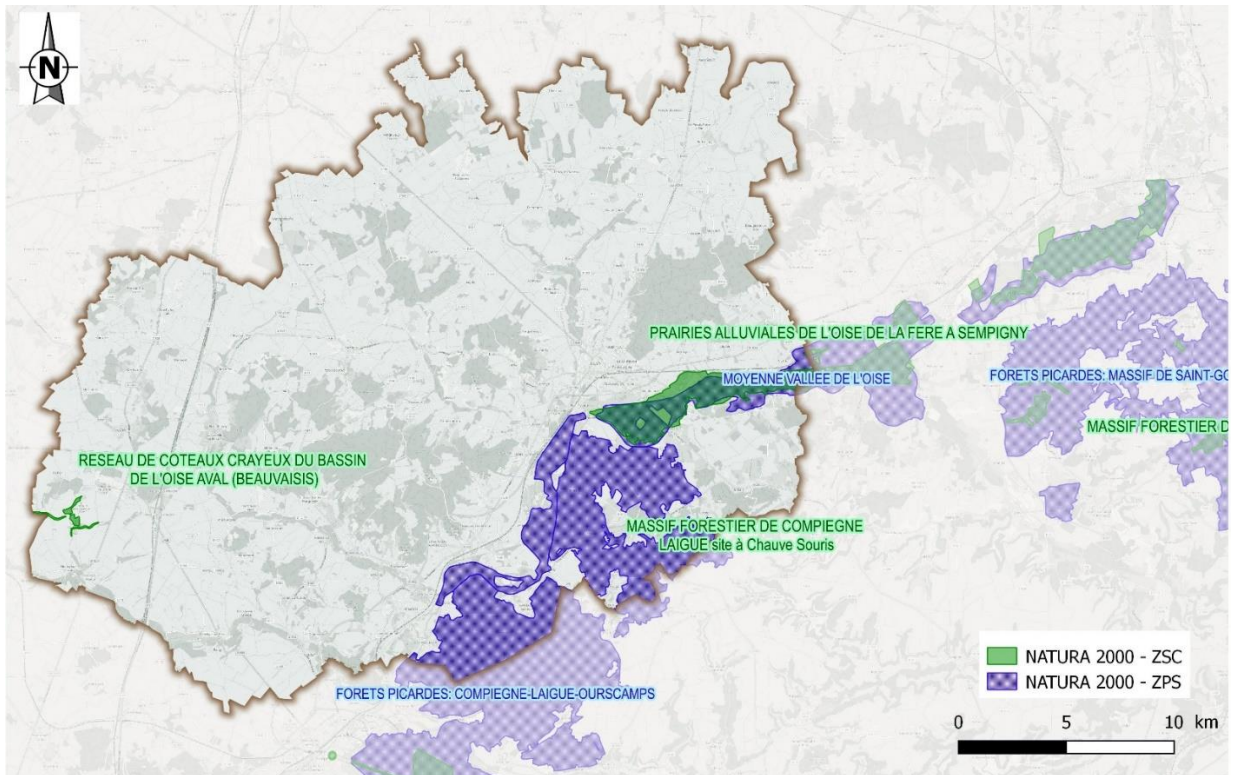 N
PRAIRIES ALLUVIALES DE L'OISE DE LA FERE A SEMPIGNY
MOYENNE VALLEE DE L'OISE
FORETS PICARDES: MASSIF DE SAINT-GO
MASSIF FORESTIER D
RESEAU DE COTEAUX CRAYEUX DU BASSIN
DE L'OISE AVAL (BEAUVAISIS)
MASSIF FORESTIER DE COMPIEGNE
LAIGUE site à Chauve Souris
FORETS PICARDES: COMPIEGNE-LAIGUE-OURSCAMPS
NATURA 2000 - ZSC
NATURA 2000 - ZPS
0 5 10 km